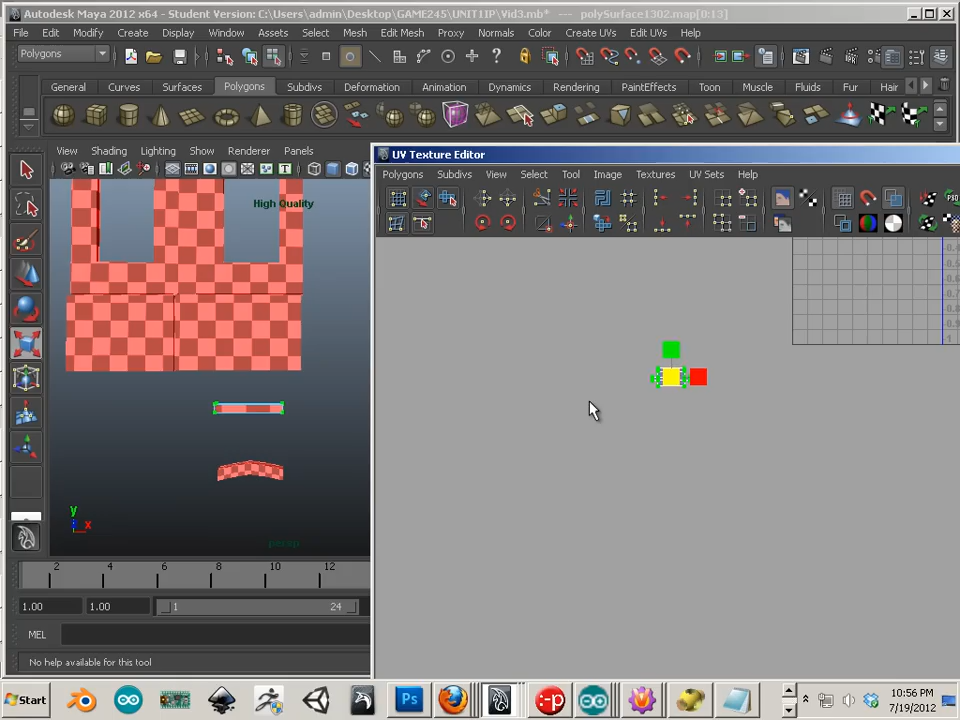 Autodesk Maya 2012 x64 - Student Version: C:\Users\admin\Desktop\GAME245\UNIT11P\Vid3.mb* --- polySurface1302.map[0:13]
File Edit Modify Create Display Window Assets Select Mesh Edit Mesh Proxy Normals Color Create UVs Edit UVs Help
Polygons
General Curves Surfaces Polygons Subdivs Deformation Animation Dynamics Rendering PaintEffects Toon Muscle Fluids Fur Hair
View Shading Lighting Show Renderer Panels
UV Texture Editor
Polygons Subdivs View Select Tool Image Textures UV Sets Help
High Quality
y
x
persp
2 4 6 8 10 12
1.00 1.00 1 24
MEL
No help available for this tool
Start
Ps
10:56 PM
7/19/2012